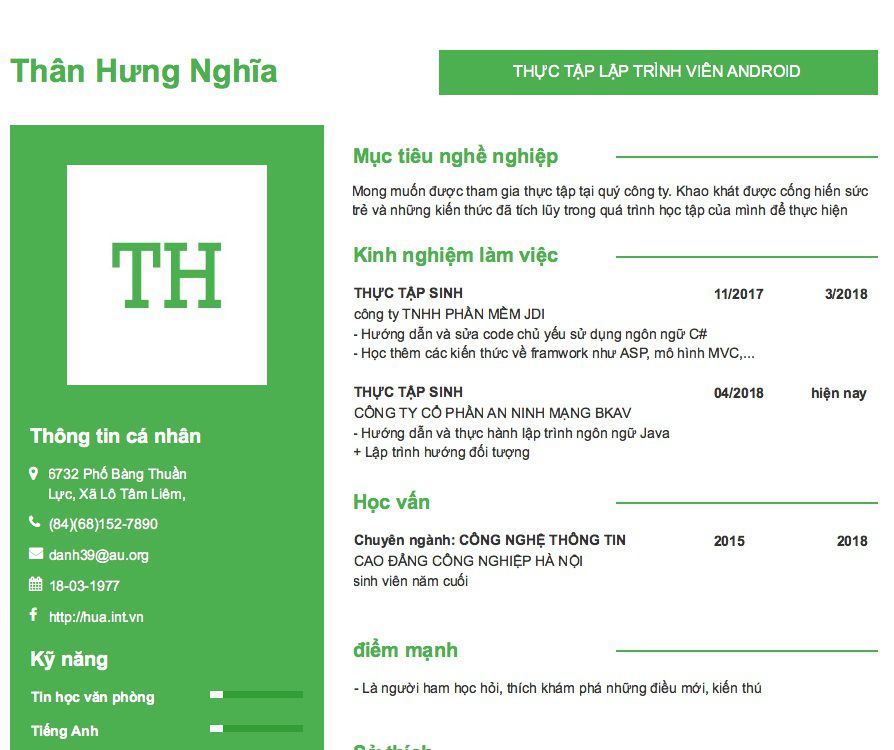 Thân Hưng Nghĩa
THỰC TẬP LẬP TRÌNH VIÊN ANDROID
TH
Thông tin cá nhân
6732 Phố Bàng Thuần
Lực, Xã Lô Tâm Liêm,
(84)(68)152-7890
danh39@au.org
18-03-1977
http://hua.int.vn
Kỹ năng
Tin học văn phòng
Tiếng Anh
Mục tiêu nghề nghiệp
Mong muốn được tham gia thực tập tại quý công ty. Khao khát được cống hiến sức
trẻ và những kiến thức đã tích lũy trong quá trình học tập của mình để thực hiện
Kinh nghiệm làm việc
THỰC TẬP SINH 11/2017 3/2018
công ty TNHH PHẦN MỀM JDI
- Hướng dẫn và sửa code chủ yếu sử dụng ngôn ngữ C#
- Học thêm các kiến thức về framwork như ASP, mô hình MVC,...
THỰC TẬP SINH 04/2018 hiện nay
CÔNG TY CỔ PHẦN AN NINH MẠNG BKAV
- Hướng dẫn và thực hành lập trình ngôn ngữ Java
+ Lập trình hướng đối tượng
Học vấn
Chuyên ngành: CÔNG NGHỆ THÔNG TIN 2015 2018
CAO ĐẲNG CÔNG NGHIỆP HÀ NỘI
sinh viên năm cuối
điểm mạnh
- Là người ham học hỏi, thích khám phá những điều mới, kiến thú
Sở thích